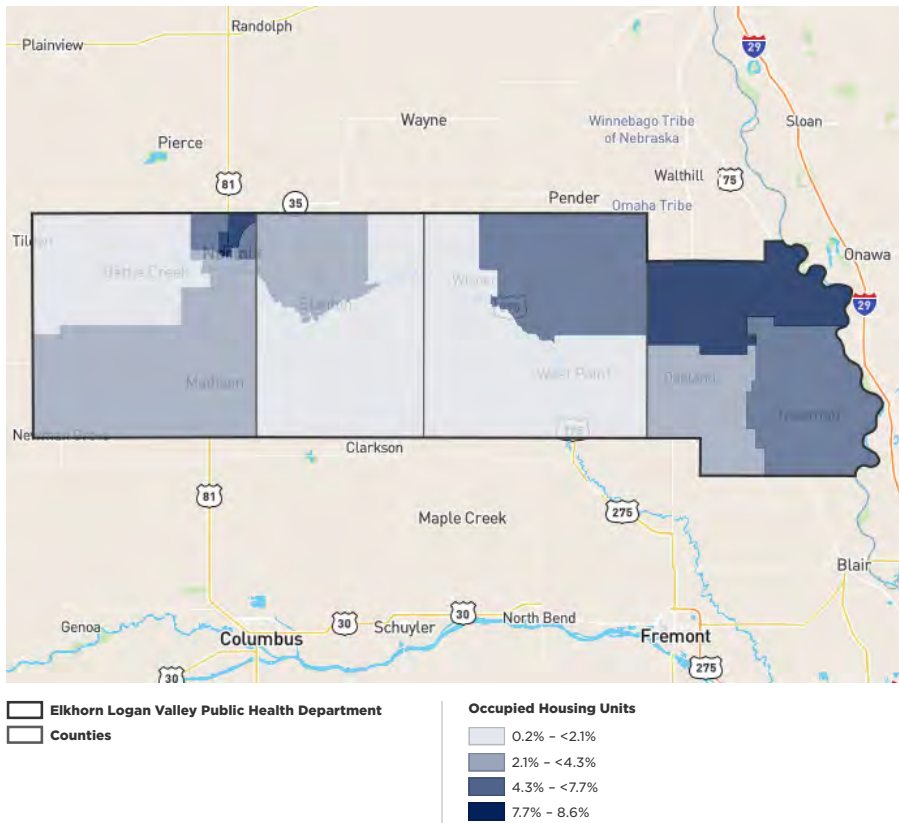 Randolph
Plainview
29
Wayne
Winnebago Tribe
of Nebraska
Sloan
Pierce
Walthill
75
81
35
Pender
Omaha Tribe
Norfolk
Onawa
Battle Creek
Wisner
29
Stanton
Madison
West Point
Oakland
Newman Grove
275
Clarkson
81
275
Maple Creek
Blair
Genoa
Columbus
30
Schuyler
30
North Bend
Fremont
275
30
Elkhorn Logan Valley Public Health Department
Counties
Occupied Housing Units
0.2% – <2.1%
2.1% – <4.3%
4.3% – <7.7%
7.7% – 8.6%